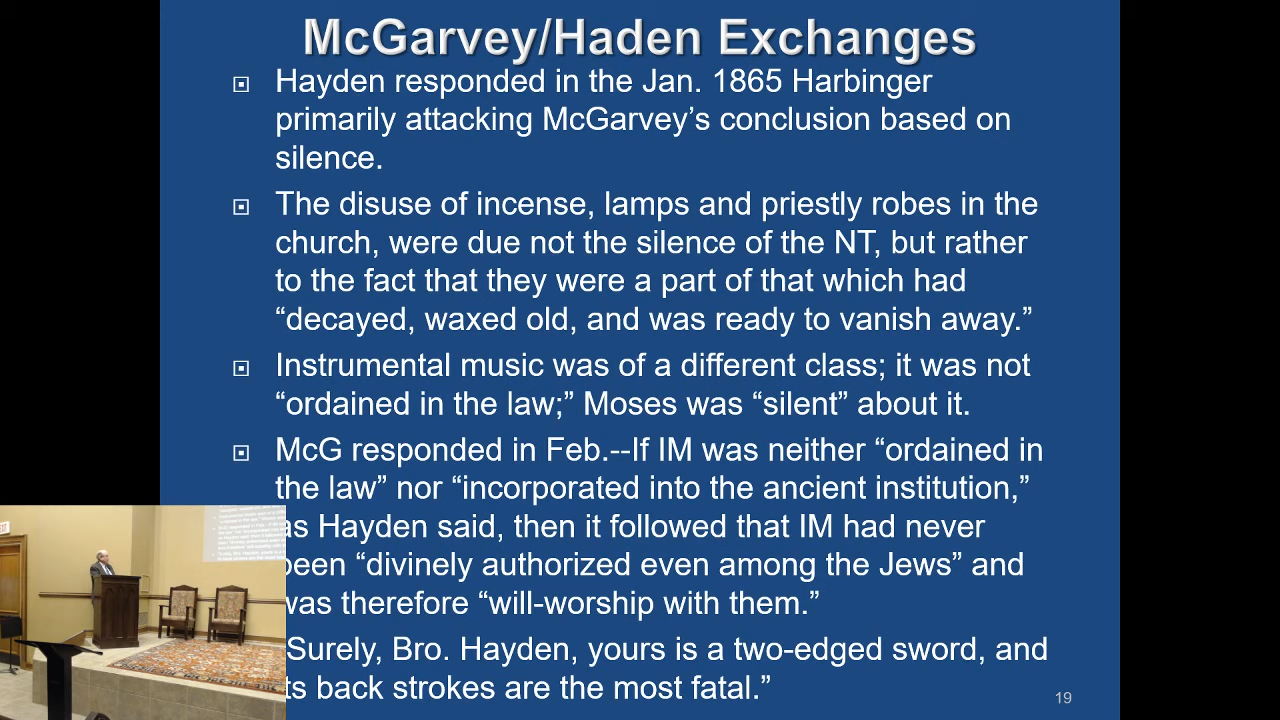 McGarvey/Haden Exchanges
Hayden responded in the Jan. 1865 Harbinger
primarily attacking McGarvey’s conclusion based on
silence.
The disuse of incense, lamps and priestly robes in the
church, were due not the silence of the NT, but rather
to the fact that they were a part of that which had
“decayed, waxed old, and was ready to vanish away.”
Instrumental music was of a different class; it was not
“ordained in the law;” Moses was “silent” about it.
McG responded in Feb.--If IM was neither “ordained in
the law” nor “incorporated into the ancient institution,”
as Hayden said, then it followed that IM had never
been “divinely authorized even among the Jews” and
was therefore “will-worship with them.”
Surely, Bro. Hayden, yours is a two-edged sword, and
ts back strokes are the most fatal.”
19